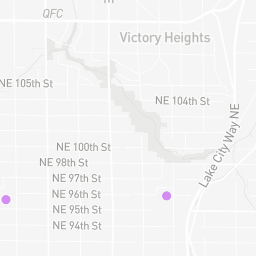 QFC
Victory Heights
NE 105th St
NE 104th St
Lake City Way NE
NE 100th St
NE 98th St
NE 97th St
NE 96th St
NE 95th St
NE 94th St